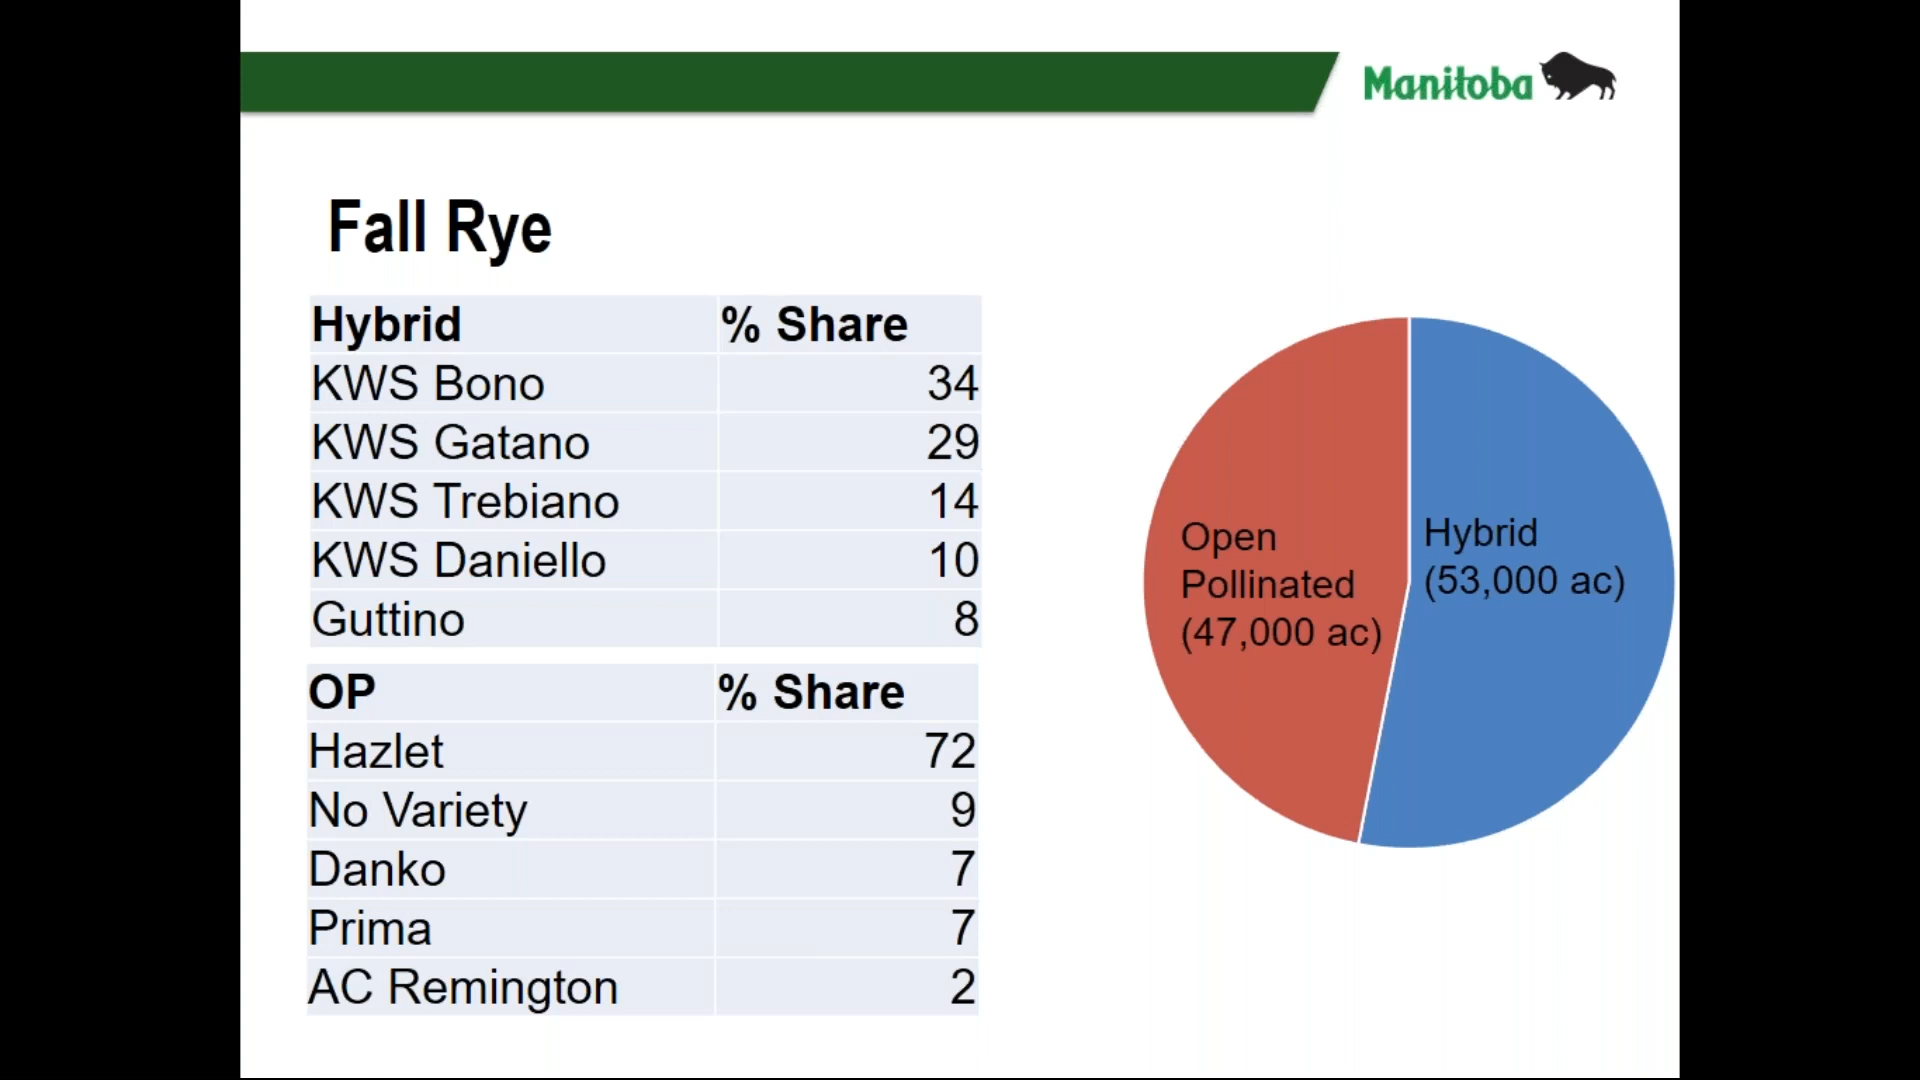 Manitoba
Fall Rye
Hybrid % Share
KWS Bono 34
KWS Gatano 29
KWS Trebiano 14
KWS Daniello 10
Guttino 8
OP % Share
Hazlet 72
No Variety 9
Danko 7
Prima 7
AC Remington 2
Open
Pollinated
(47,000 ac)
Hybrid
(53,000 ac)